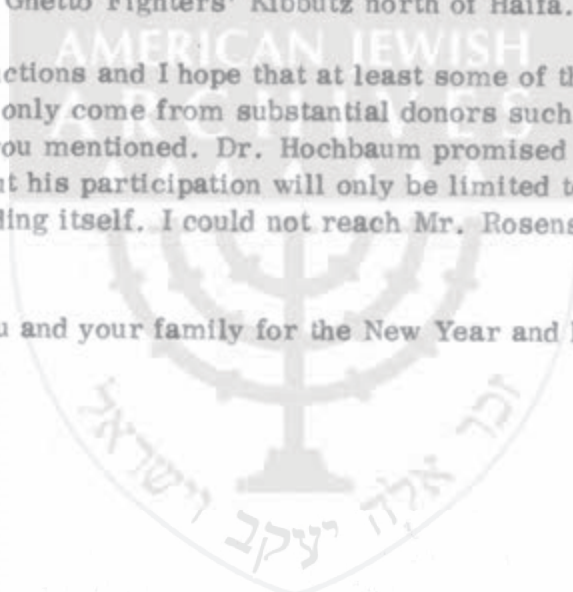 Ghetto Fighters' Kibbutz north of Haifa.
AMERICAN JEWISH
ctions and I hope that at least some of th
ARCHIVES
only come from substantial donors such
ou mentioned. Dr. Hochbaum promised
t his participation will only be limited to
ling itself. I could not reach Mr. Rosens
u and your family for the New Year and
זכר אלה יעקב וישראל